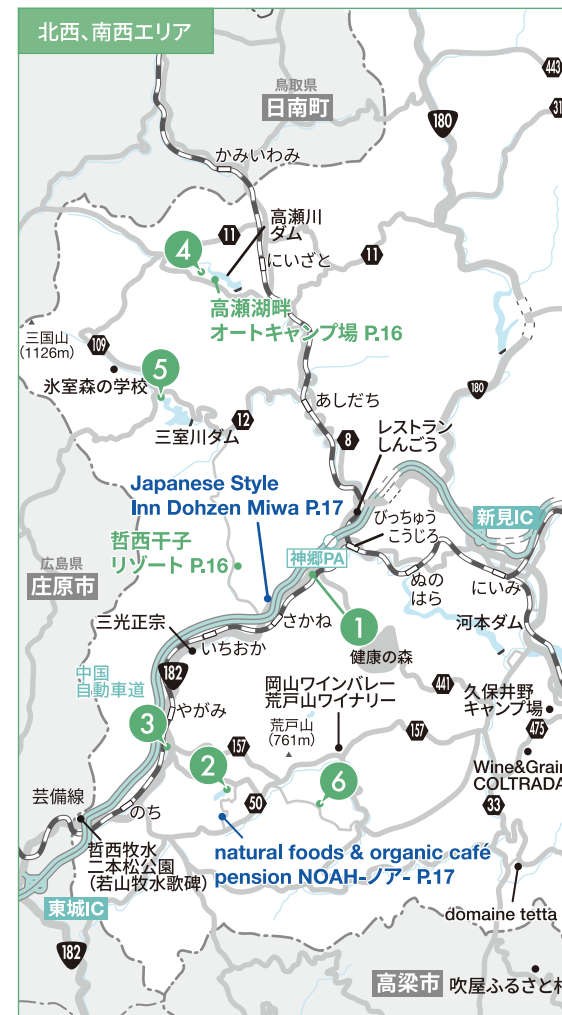 北西、南西エリア
443
鳥取県
日南町
31
180
かみいわみ
高瀬川
ダム
11
にいざと
11
4
高瀬湖畔
オートキャンプ場 P.16
三国山
(1126m)
109
5
氷室森の学校
180
あしだち
12
三室川ダム
8
レストラン
しんごう
Japanese Style
Inn Dohzen Miwa P.17
びっちゅう
こうじろ
新見IC
哲西干子
リゾート P.16
神郷PA
広島県
庄原市
ぬの
はら
にいみ
さかね
1
河本ダム
三光正宗
いちおか
健康の森
中国
自動車道
182
岡山ワインバレー
荒戸山ワイナリー
441
久保井野
キャンプ場
やがみ
3
荒戸山
(761m)
157
475
157
2
6
Wine&Grain
COLTRADA
芸備線
のち
50
33
哲西牧水
二本松公園
(若山牧水歌碑)
natural foods & organic café
pension NOAH-ノア- P.17
東城IC
domaine tetta
182
高梁市
吹屋ふるさと村